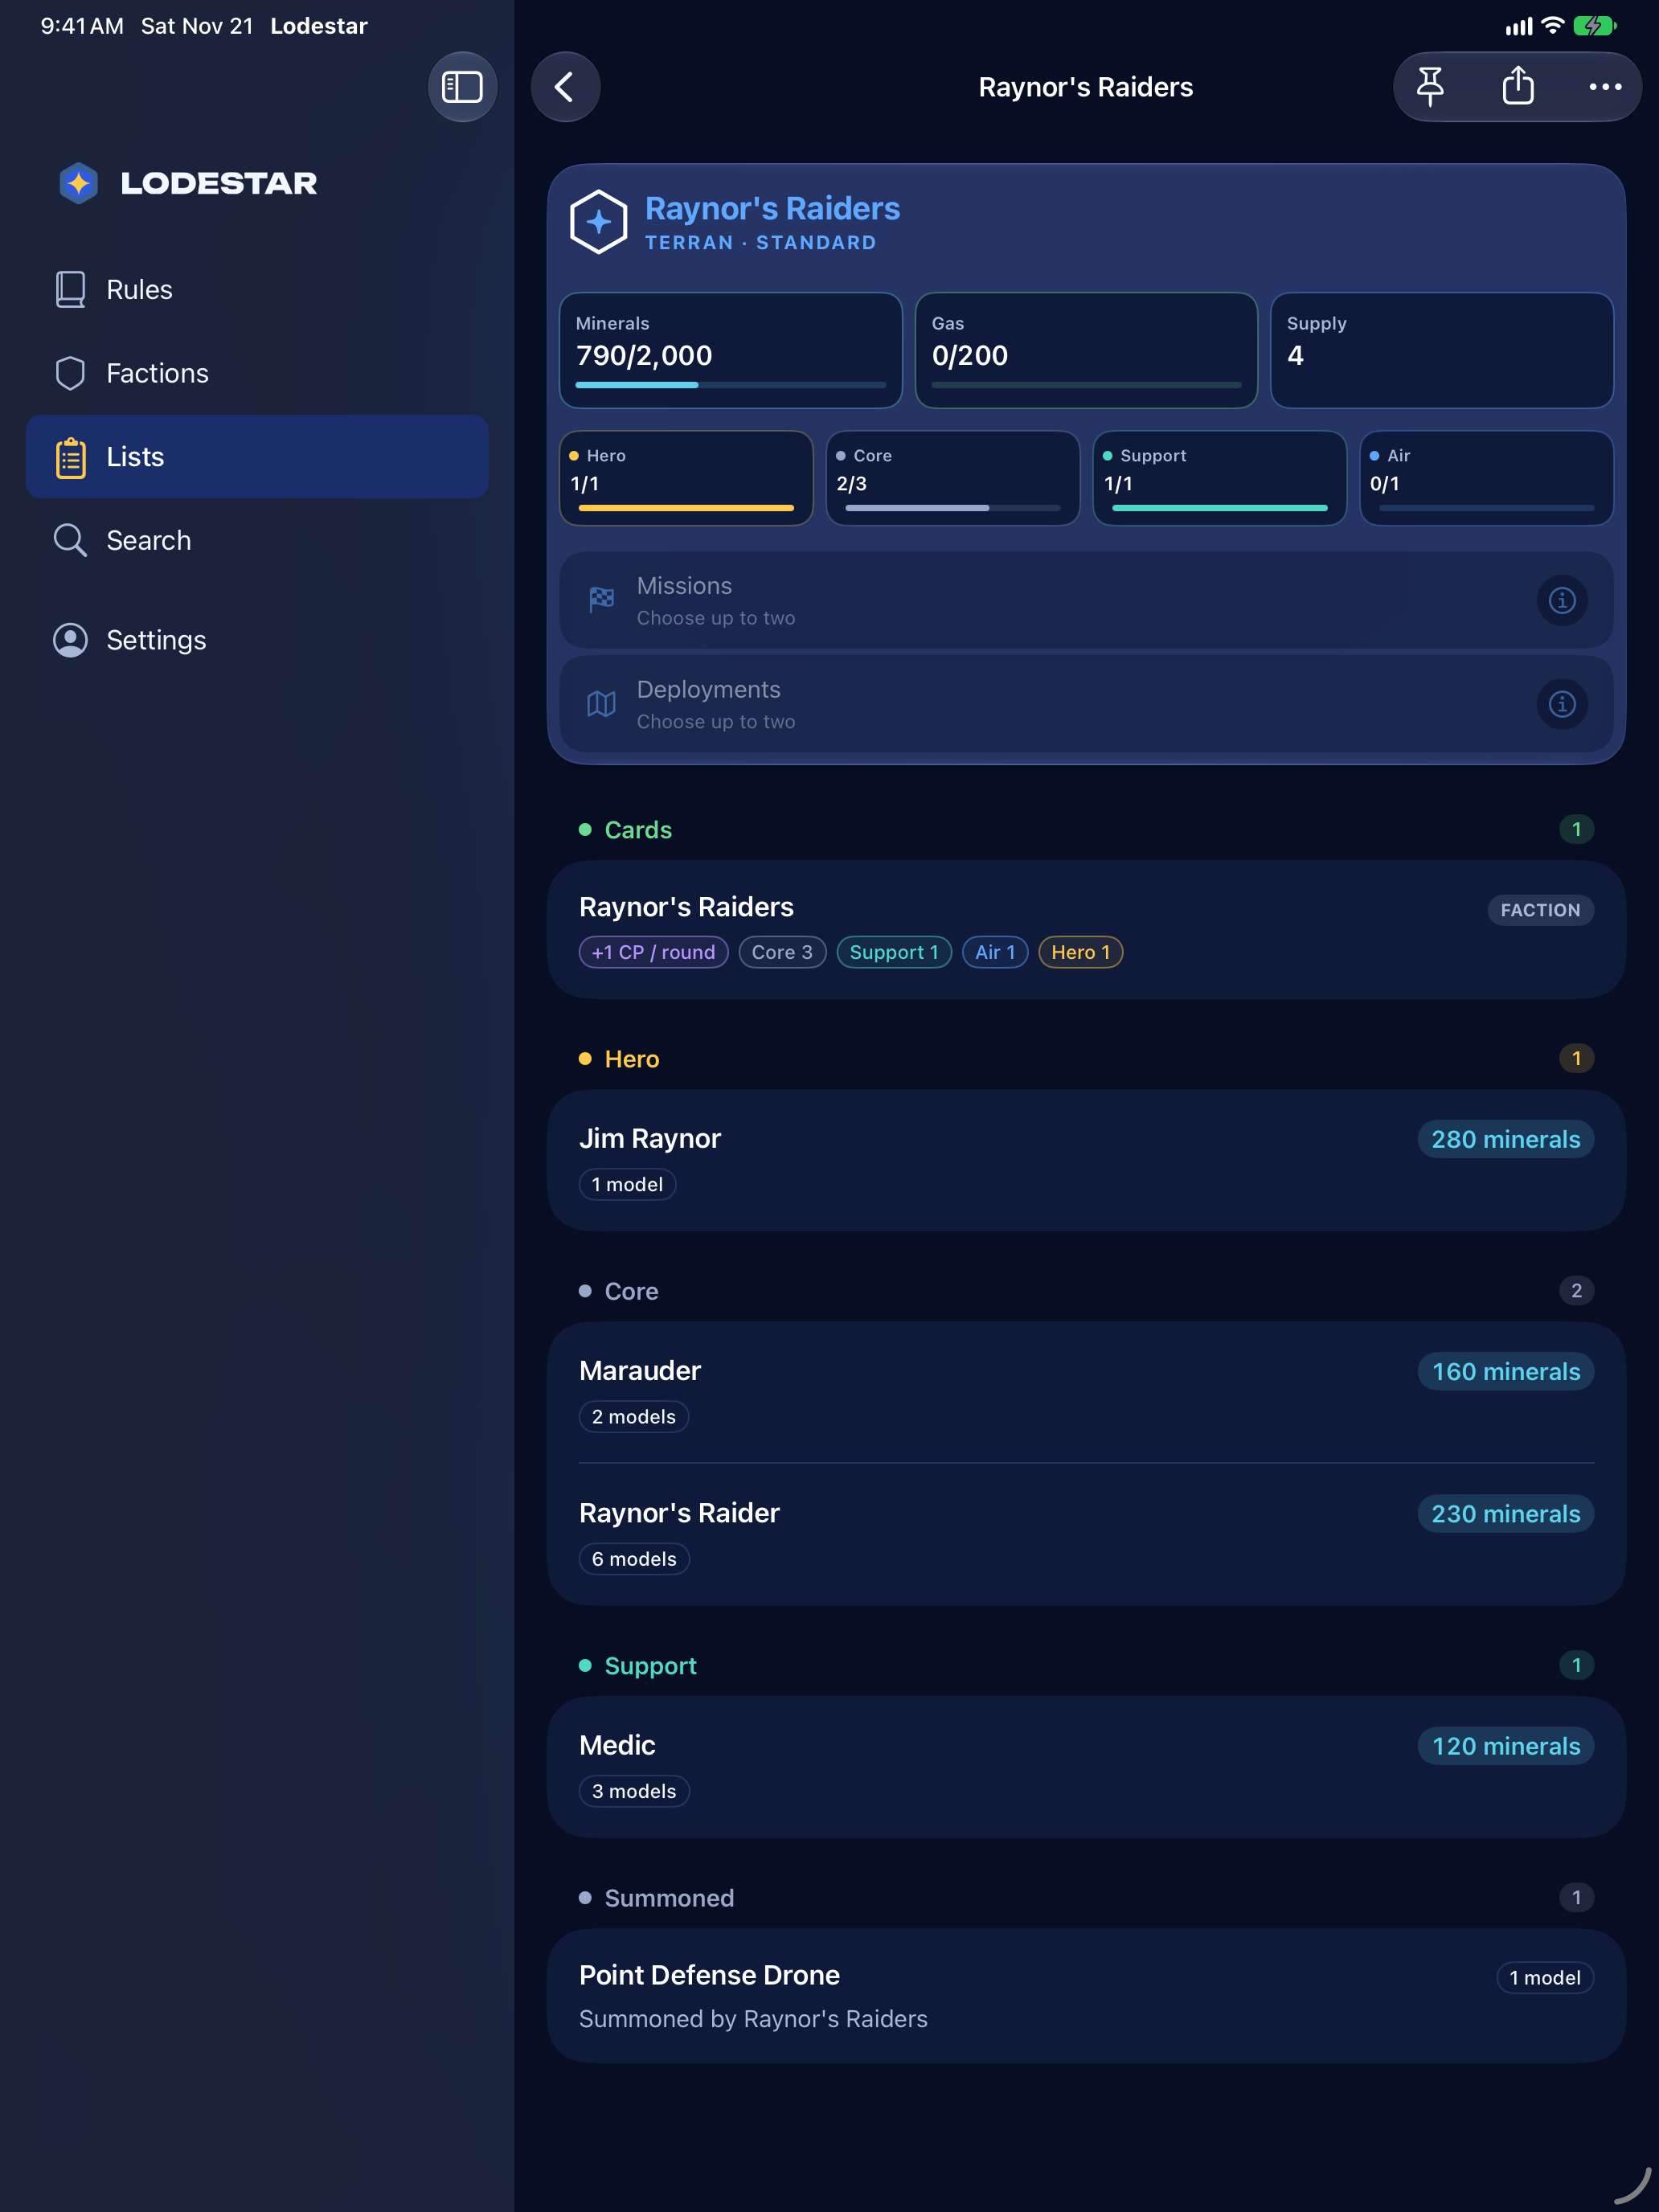 9:41 AM Sat Nov 21 Lodestar
Raynor's Raiders
LODESTAR
Rules
Factions
Lists
Search
Settings
Raynor's Raiders
TERRAN · STANDARD
Minerals
790/2,000
Gas
0/200
Supply
4
Hero
1/1
Core
2/3
Support
1/1
Air
0/1
Missions
Choose up to two
Deployments
Choose up to two
Cards 1
Raynor's Raiders FACTION
+1 CP / round Core 3 Support 1 Air 1 Hero 1
Hero 1
Jim Raynor 280 minerals
1 model
Core 2
Marauder 160 minerals
2 models
Raynor's Raider 230 minerals
6 models
Support 1
Medic 120 minerals
3 models
Summoned 1
Point Defense Drone 1 model
Summoned by Raynor's Raiders